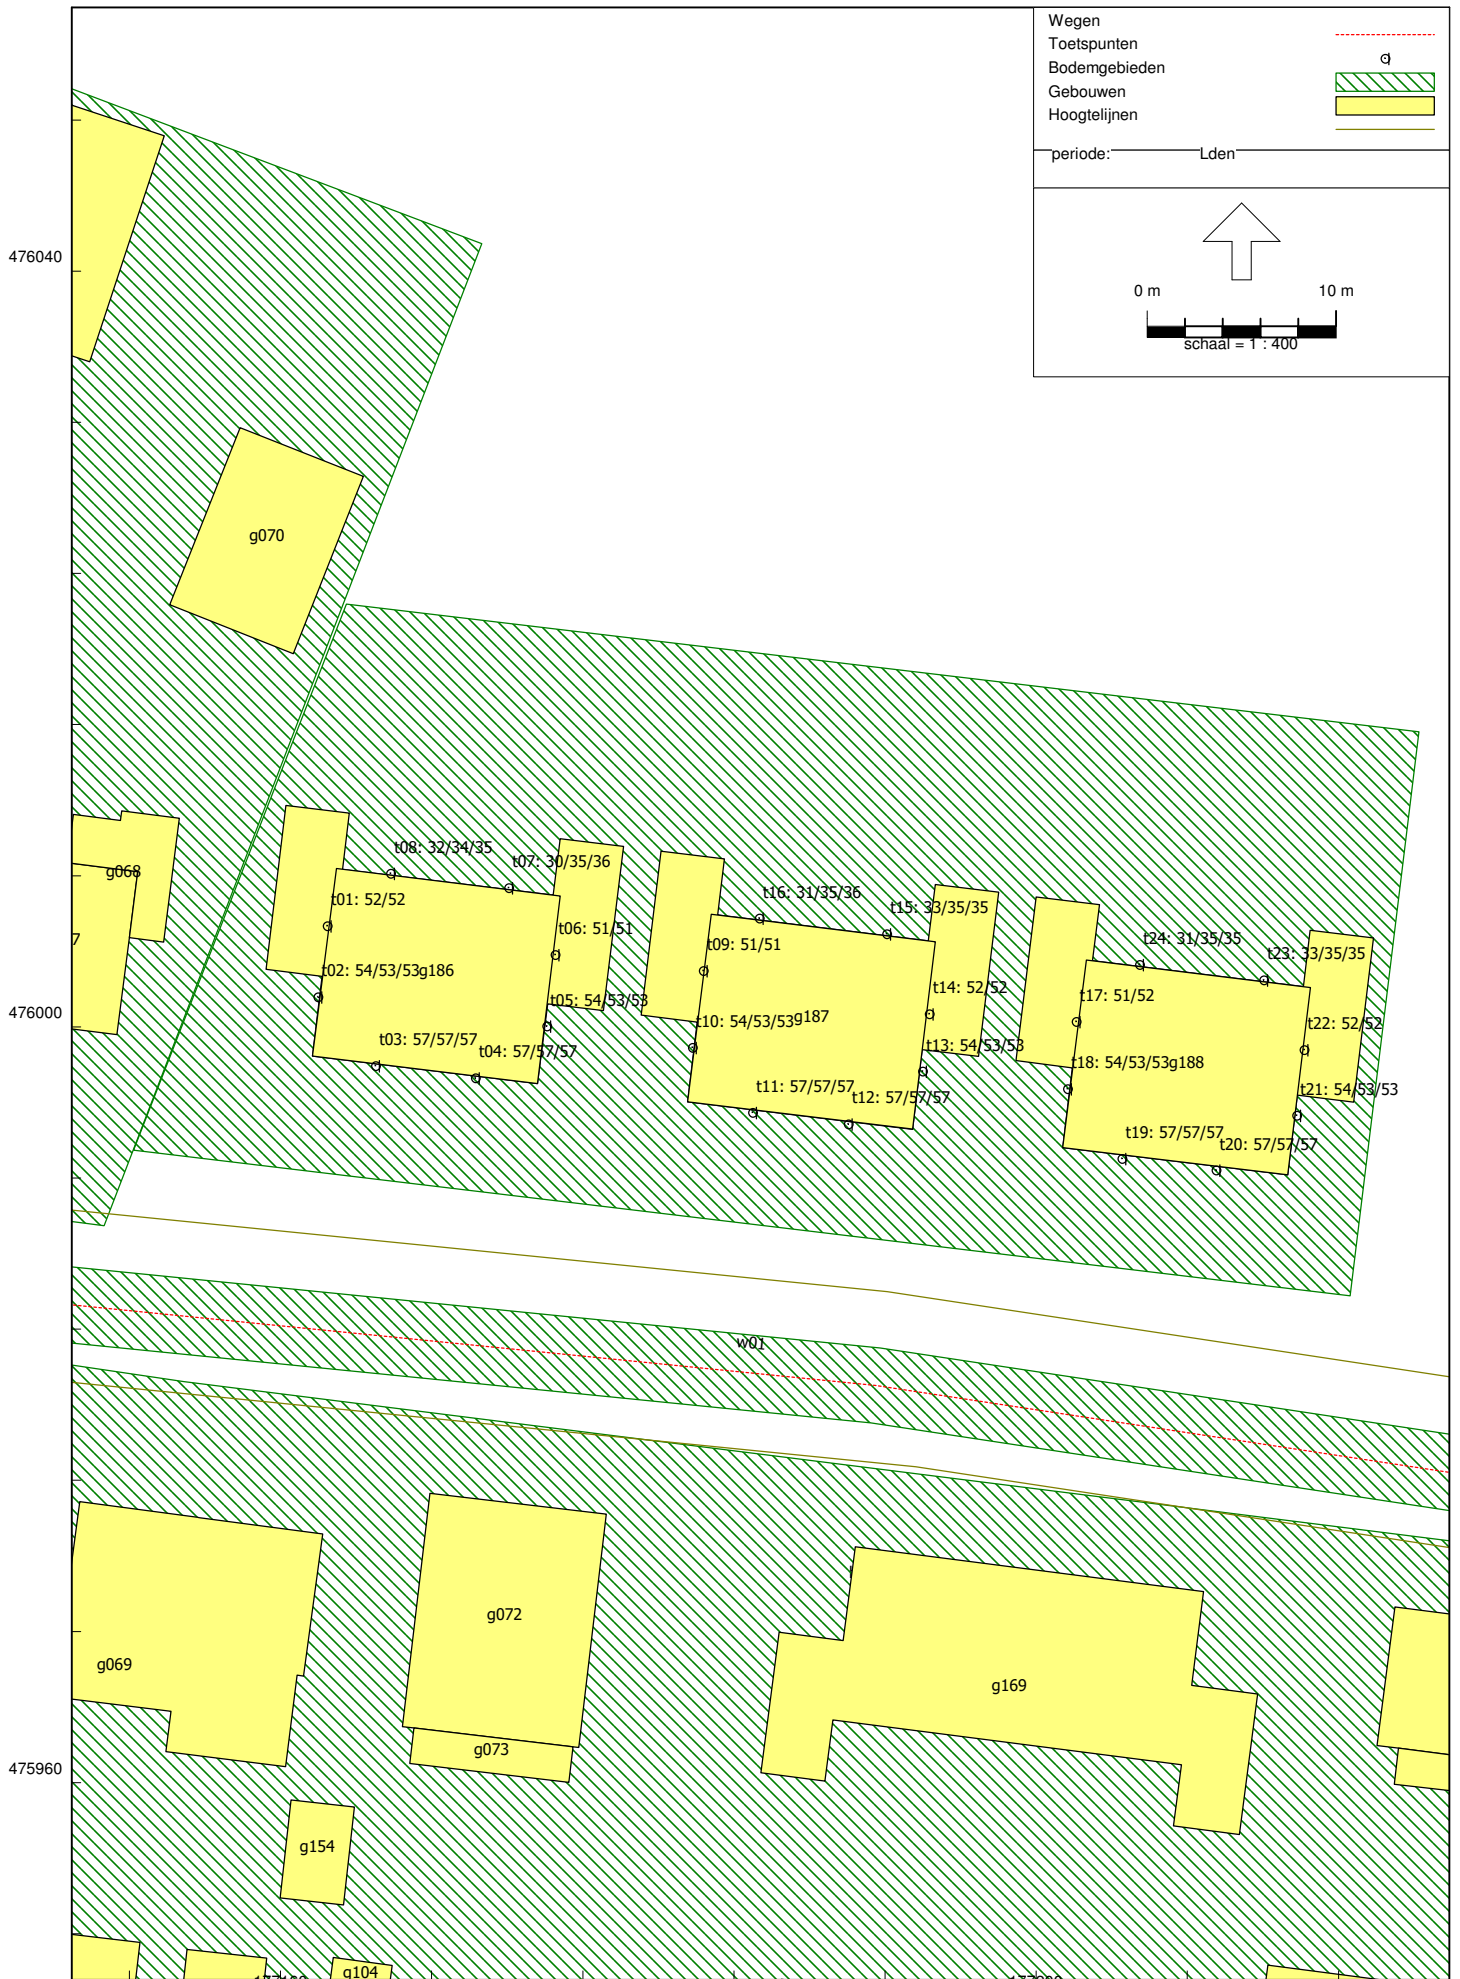 Wegen
Toetspunten
Bodemgebieden
Gebouwen
Hoogtelijnen
periode: Lden
0 m 10 m
schaal = 1 : 400
476040
g070
g068
7
t08: 32/34/35
t07: 30/35/36
t01: 52/52
t06: 51/51
t02: 54/53/53
g186
t05: 54/53/53
t03: 57/57/57
t04: 57/57/57
t16: 31/35/36
t15: 33/35/35
t09: 51/51
t14: 52/52
t10: 54/53/53
g187
t13: 54/53/53
t11: 57/57/57
t12: 57/57/57
t24: 31/35/35
t23: 33/35/35
t17: 51/52
t22: 52/52
t18: 54/53/53
g188
t21: 54/53/53
t19: 57/57/57
t20: 57/57/57
476000
w01
g072
g069
g169
g073
475960
g154
g104